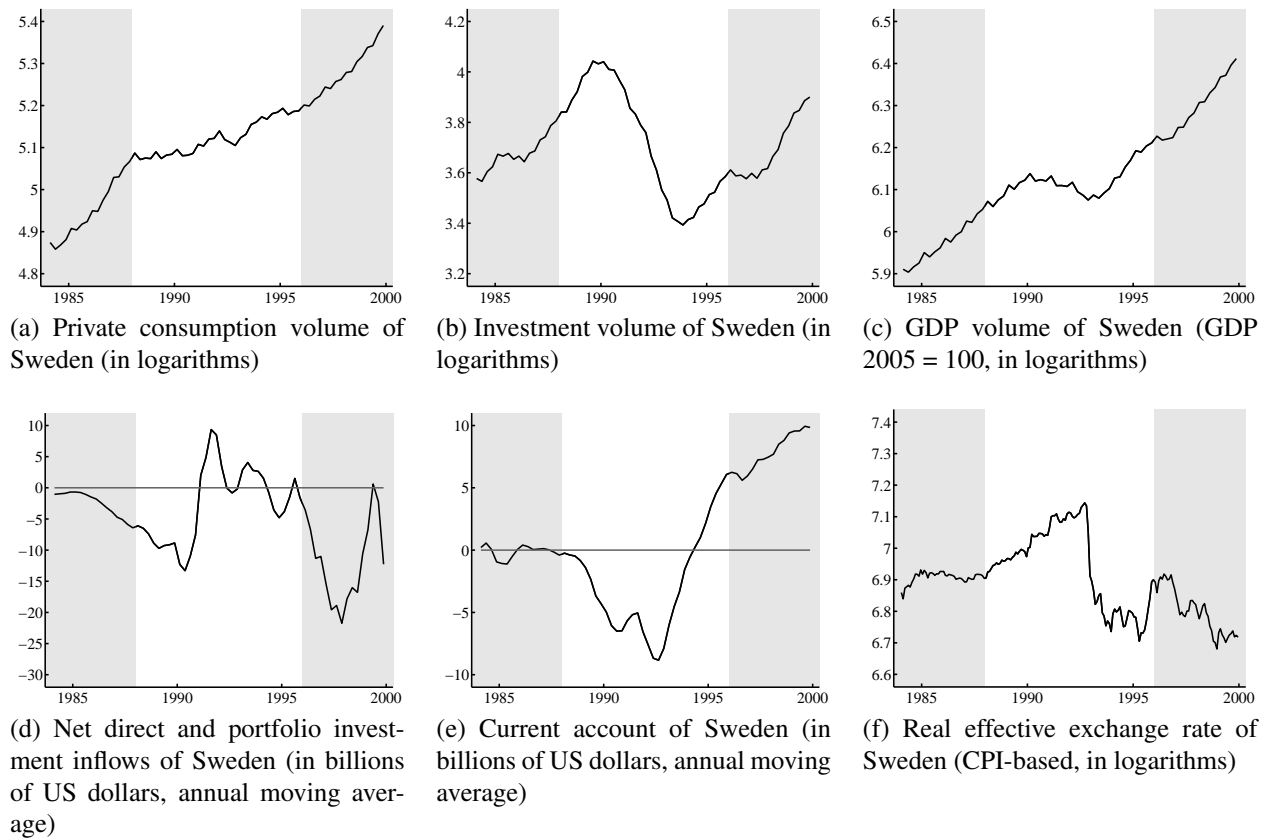 5.4
5.3
5.2
5.1
5
4.9
4.8
1985 1990 1995 2000
(a) Private consumption volume of
Sweden (in logarithms)
4.2
4
3.8
3.6
3.4
3.2
1985 1990 1995 2000
(b) Investment volume of Sweden (in
logarithms)
6.5
6.4
6.3
6.2
6.1
6
5.9
1985 1990 1995 2000
(c) GDP volume of Sweden (GDP
2005 = 100, in logarithms)
10
5
0
−5
−10
−15
−20
−25
−30
1985 1990 1995 2000
(d) Net direct and portfolio invest-
ment inflows of Sweden (in billions
of US dollars, annual moving aver-
age)
10
5
0
−5
−10
1985 1990 1995 2000
(e) Current account of Sweden (in
billions of US dollars, annual moving
average)
7.4
7.3
7.2
7.1
7
6.9
6.8
6.7
6.6
1985 1990 1995 2000
(f) Real effective exchange rate of
Sweden (CPI-based, in logarithms)